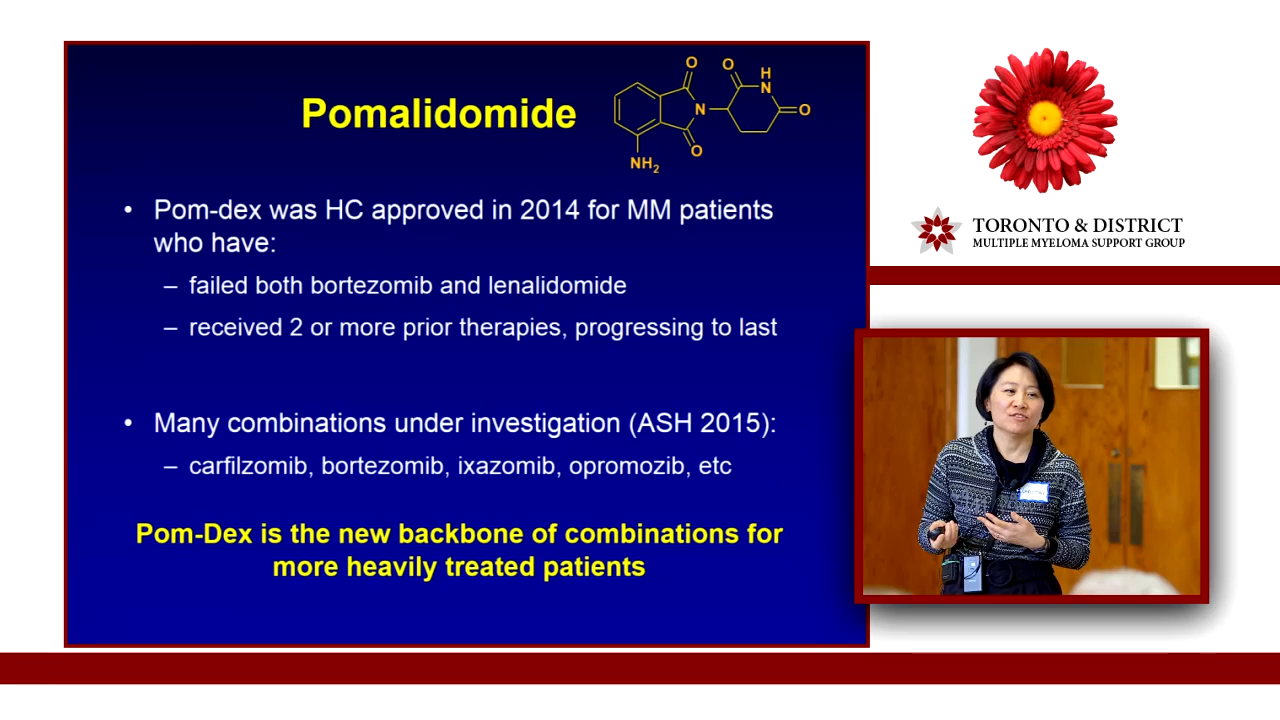 Pomalidomide
O
O
H
N
N
O
O
NH2
• Pom-dex was HC approved in 2014 for MM patients
who have:
– failed both bortezomib and lenalidomide
– received 2 or more prior therapies, progressing to last
• Many combinations under investigation (ASH 2015):
– carfilzomib, bortezomib, ixazomib, opromozib, etc
Pom-Dex is the new backbone of combinations for
more heavily treated patients
TORONTO & DISTRICT
MULTIPLE MYELOMA SUPPORT GROUP